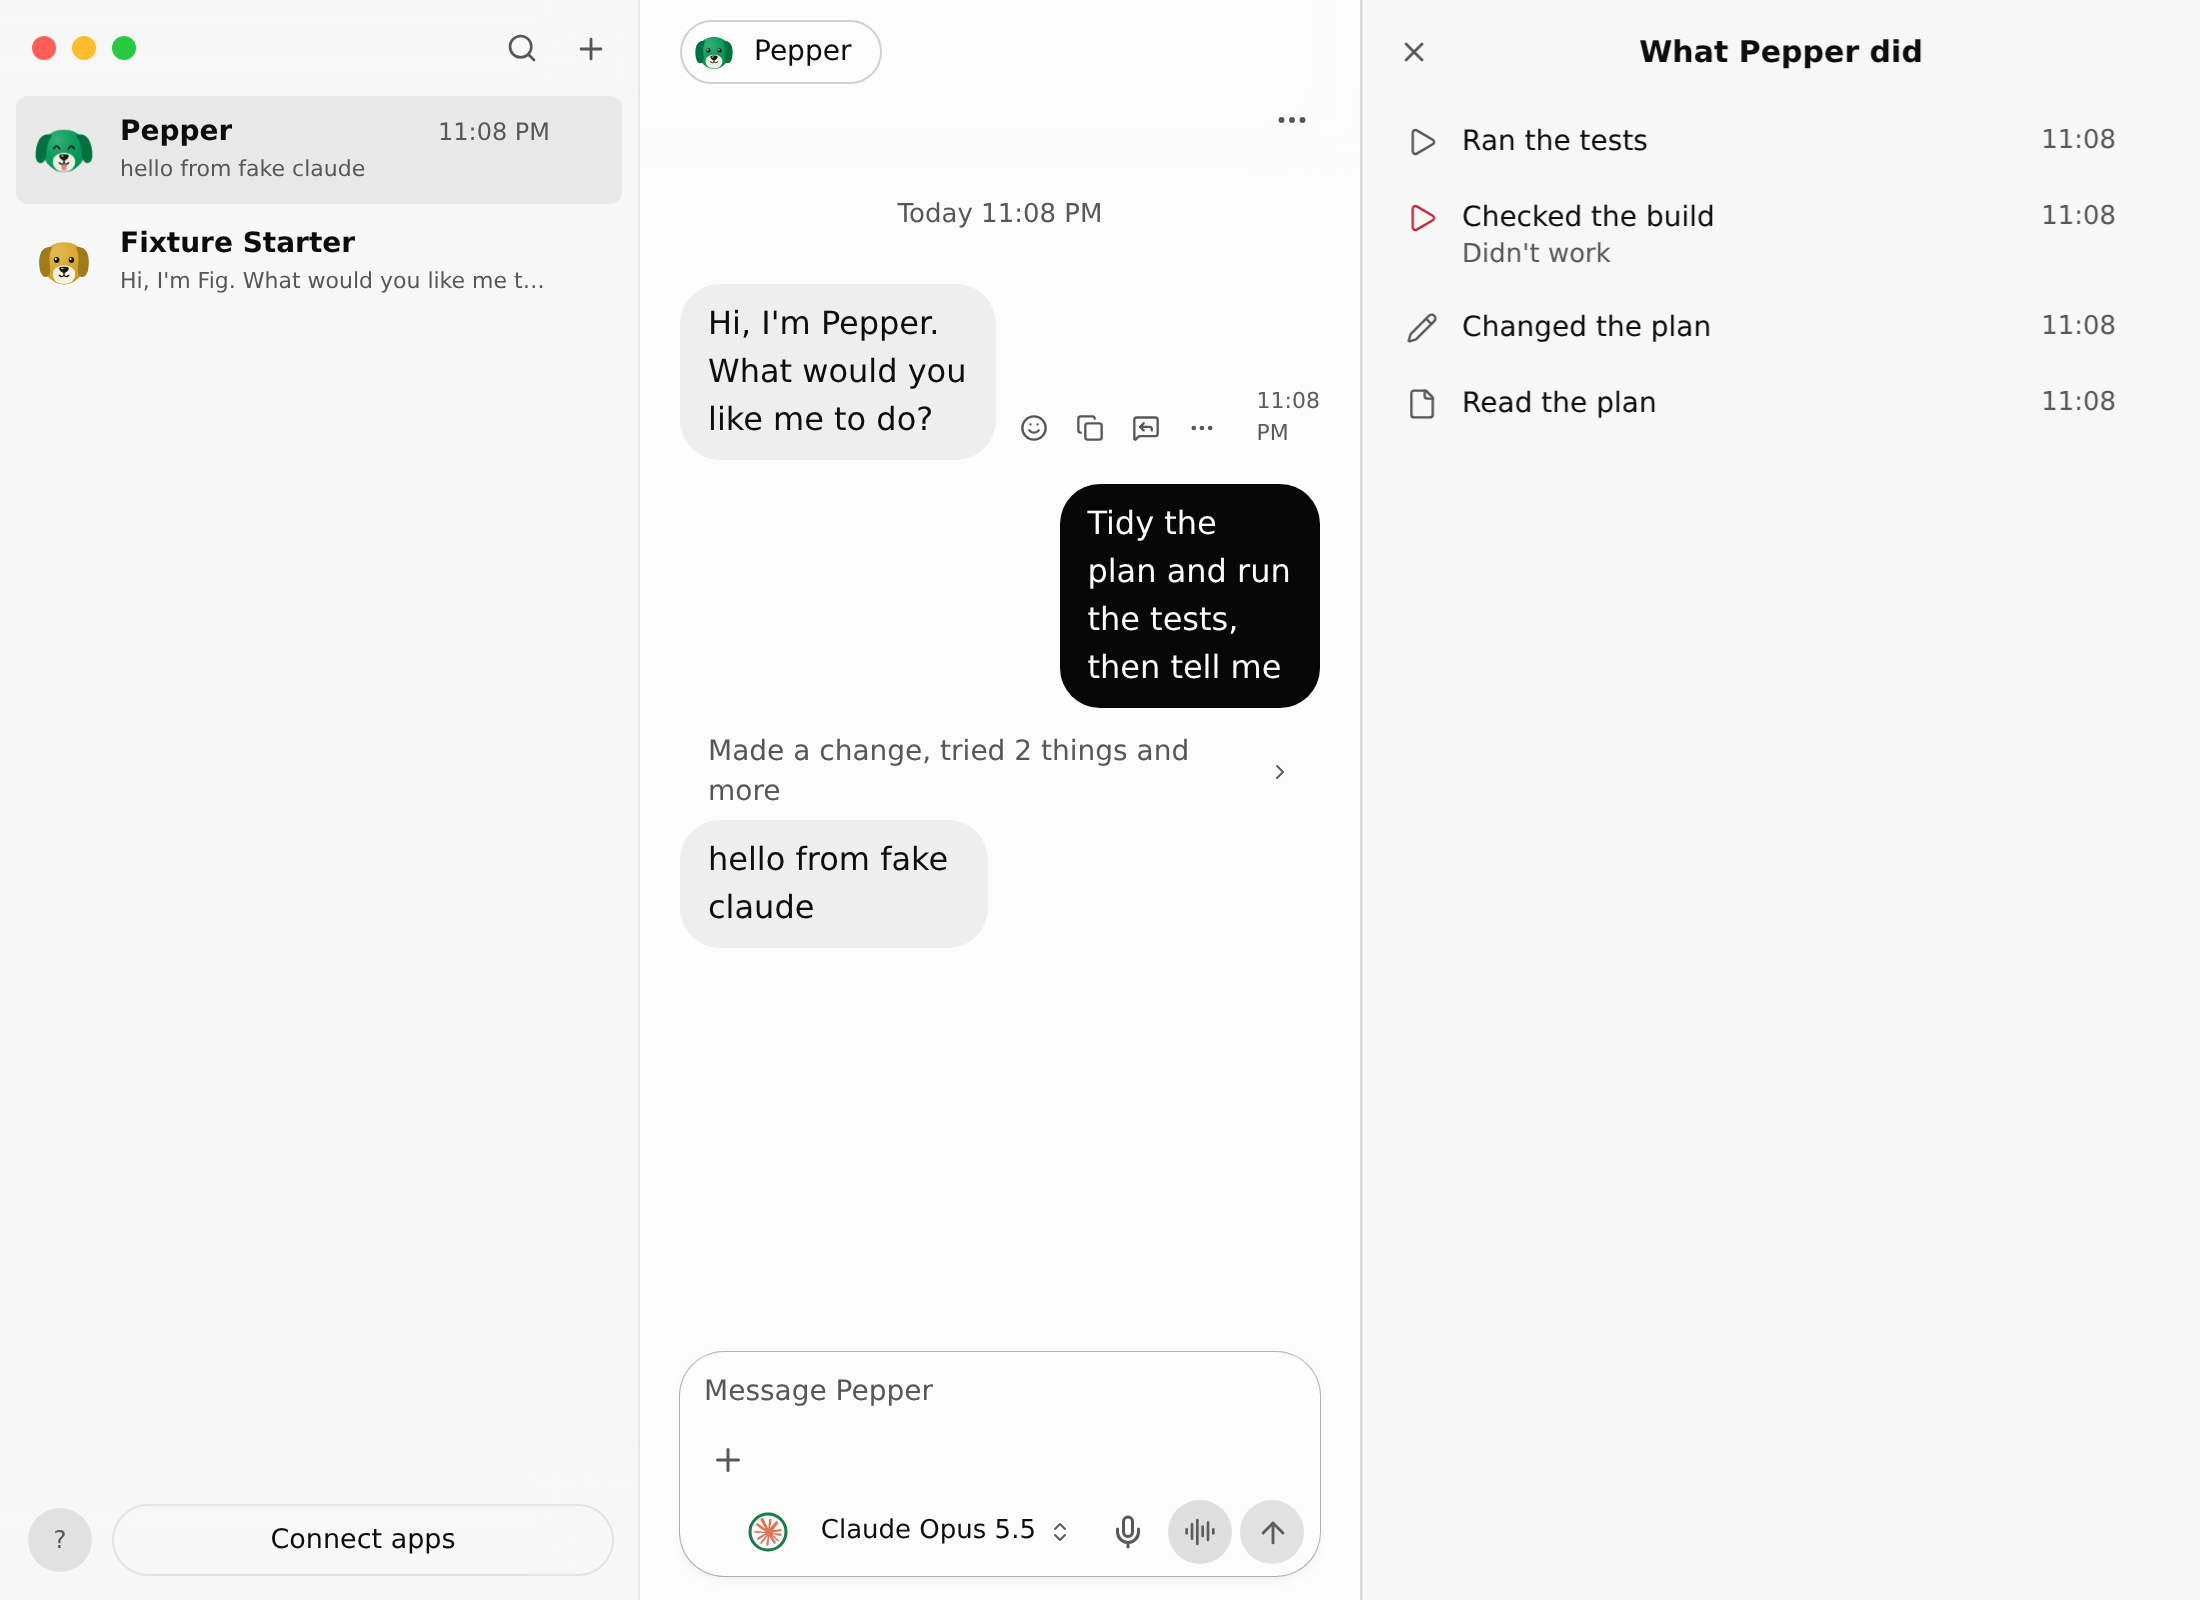 Pepper
11:08 PM
hello from fake claude
Fixture Starter
Hi, I'm Fig. What would you like me t...
?
Connect apps
Pepper
Today 11:08 PM
Hi, I'm Pepper.
What would you
like me to do?
11:08
PM
Tidy the
plan and run
the tests,
then tell me
Made a change, tried 2 things and
more
hello from fake
claude
Message Pepper
Claude Opus 5.5
What Pepper did
Ran the tests
11:08
Checked the build
11:08
Didn't work
Changed the plan
11:08
Read the plan
11:08